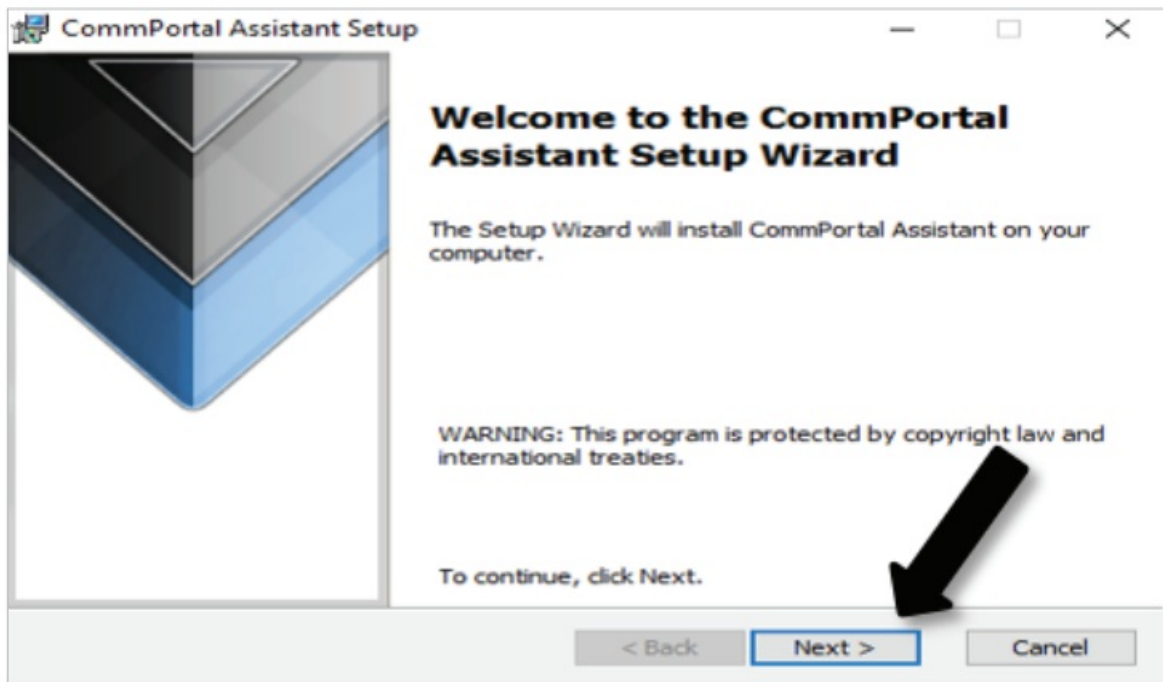 CommPortal Assistant Setup
Welcome to the CommPortal
Assistant Setup Wizard
The Setup Wizard will install CommPortal Assistant on your
computer.
WARNING: This program is protected by copyright law and
international treaties.
To continue, click Next.
< Back
Next >
Cancel